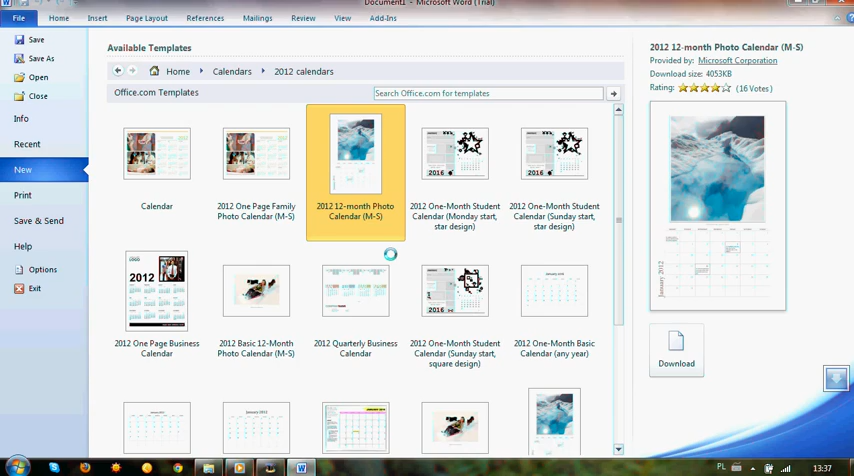 Document1 - Microsoft Word (Trial)
File Home Insert Page Layout References Mailings Review View Add-Ins
Save
Save As
Open
Close
Info
Recent
New
Print
Save & Send
Help
Options
Exit
Available Templates
Home Calendars 2012 calendars
Office.com Templates
Search Office.com for templates
Calendar
2012 One Page Family
Photo Calendar (M-S)
2012 12-month Photo
Calendar (M-S)
2016
2012 One-Month Student
Calendar (Monday start,
star design)
2016
2012 One-Month Student
Calendar (Sunday start,
star design)
2012
2012 One Page Business
Calendar
2012 Basic 12-Month
Photo Calendar (M-S)
2012 Quarterly Business
Calendar
2016
2012 One-Month Student
Calendar (Sunday start,
square design)
2012 One-Month Basic
Calendar (any year)
2012 12-month Photo Calendar (M-S)
Provided by: Microsoft Corporation
Download size: 4053KB
Rating: (16 Votes)
January 2012
Download
PL
13:37